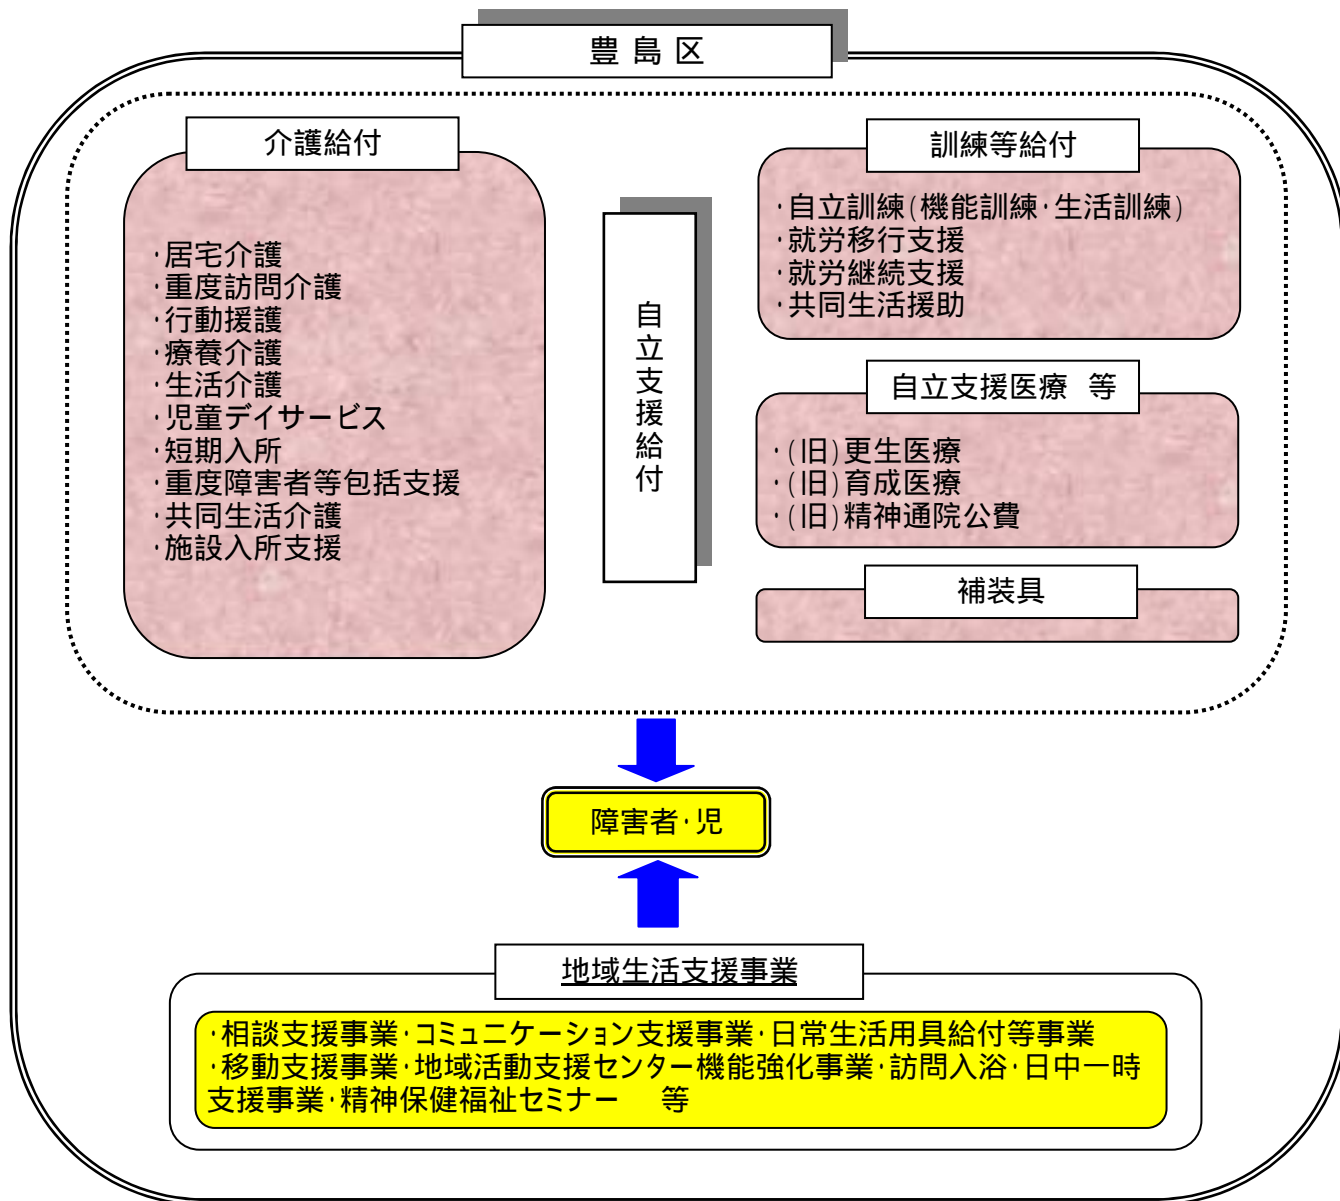 豊島区
介護給付
・居宅介護
・重度訪問介護
・行動援護
・療養介護
・生活介護
・児童デイサービス
・短期入所
・重度障害者等包括支援
・共同生活介護
・施設入所支援
自立支援給付
訓練等給付
・自立訓練(機能訓練・生活訓練)
・就労移行支援
・就労継続支援
・共同生活援助
自立支援医療 等
・(旧)更生医療
・(旧)育成医療
・(旧)精神通院公費
補装具
障害者・児
地域生活支援事業
・相談支援事業・コミュニケーション支援事業・日常生活用具給付等事業
・移動支援事業・地域活動支援センター機能強化事業・訪問入浴・日中一時
支援事業・精神保健福祉セミナー 等